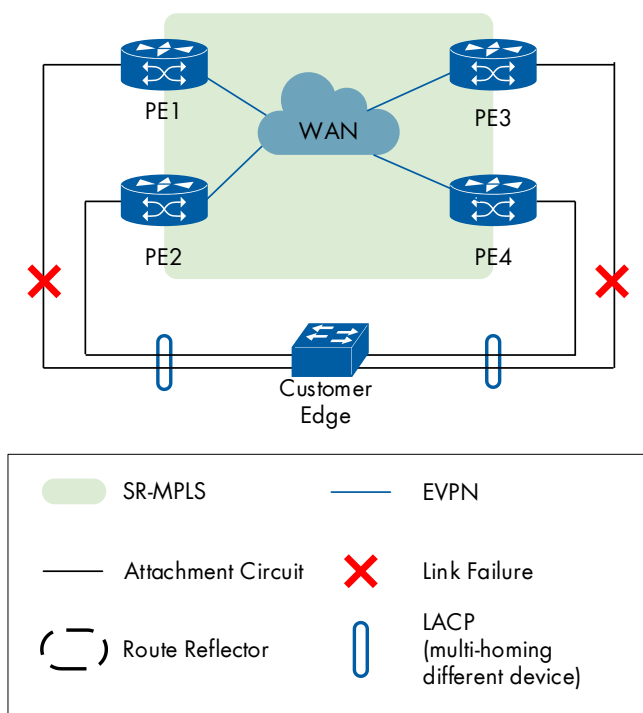 PE1
WAN
PE3
PE2
PE4
Customer
Edge
SR-MPLS
EVPN
Attachment Circuit
Link Failure
Route Reflector
LACP
(multi-homing
different device)